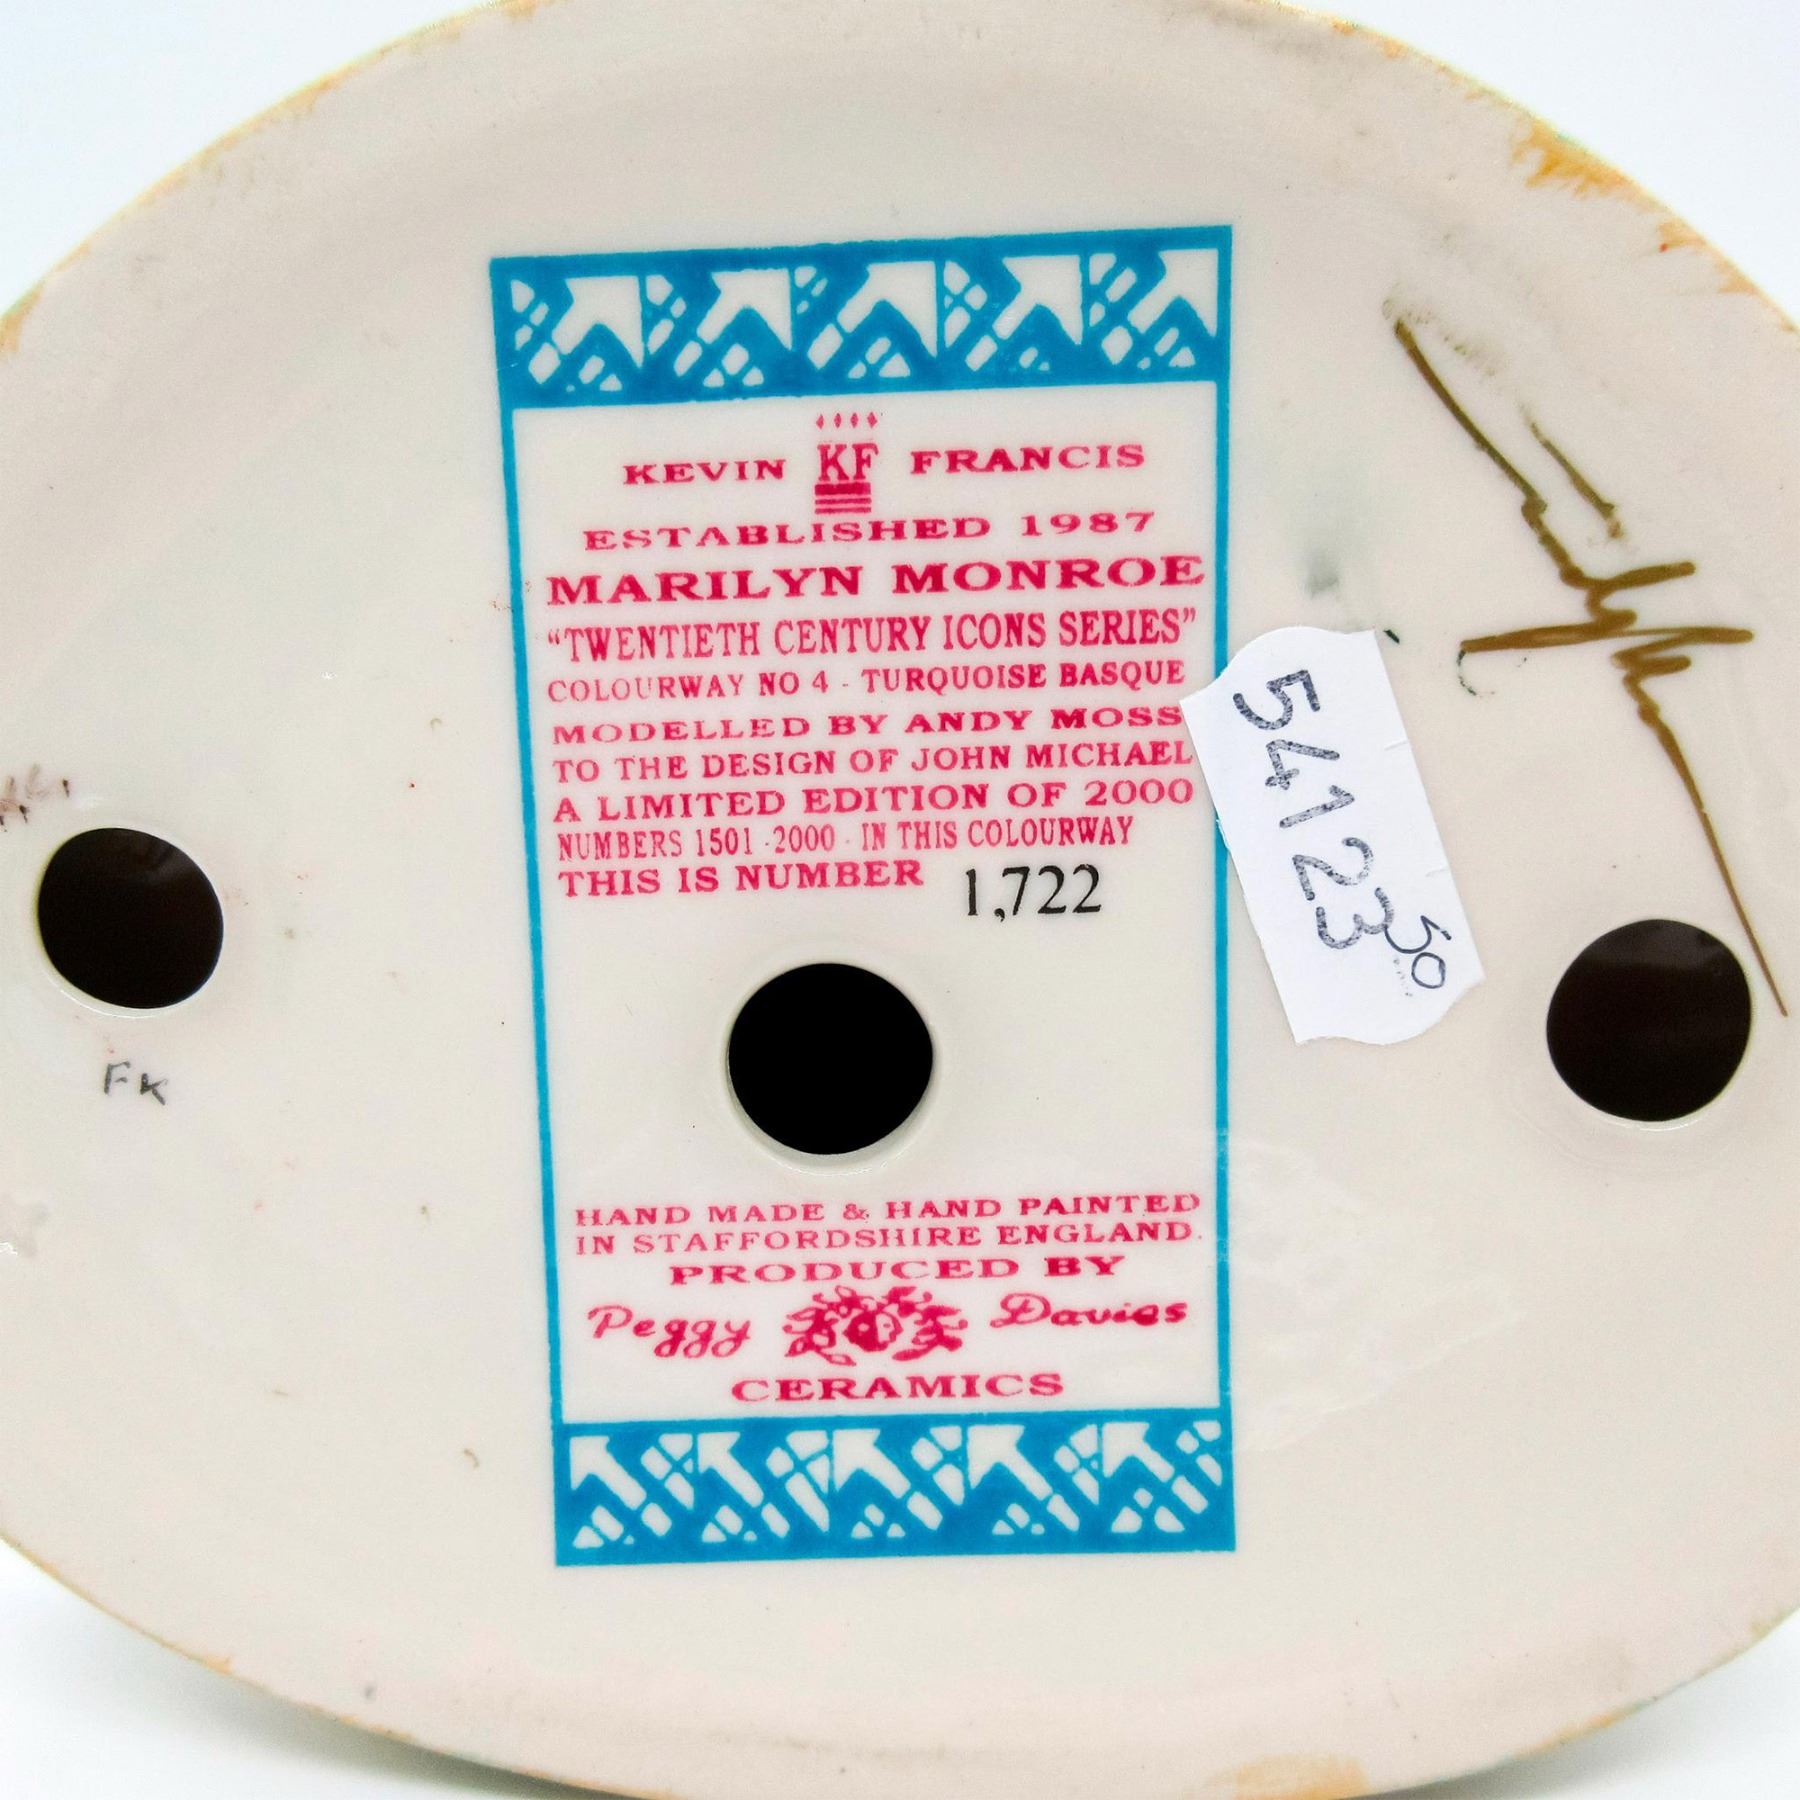 KEVIN KF FRANCIS
ESTABLISHED 1987
MARILYN MONROE
“TWENTIETH CENTURY ICONS SERIES”
COLOURWAY NO 4 - TURQUOISE BASQUE
MODELLED BY ANDY MOSS
TO THE DESIGN OF JOHN MICHAEL
A LIMITED EDITION OF 2000
NUMBERS 1501 - 2000 - IN THIS COLOURWAY
THIS IS NUMBER 1,722
HAND MADE & HAND PAINTED
IN STAFFORDSHIRE ENGLAND.
PRODUCED BY
Peggy Davies
CERAMICS
54123
50
FK